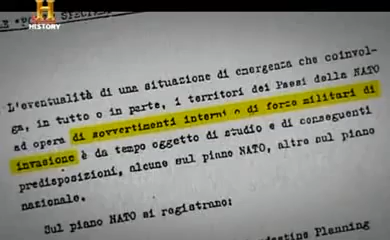 HISTORY
SPECIAL
L'eventualità di una situazione di emergenza che coinvol-
ga, in tutto o in parte, i territori dei Paesi della NATO
ad opera di sovvertimenti interni o di forze militari di
invasione è da tempo oggetto di studio e di conseguenti
predisposizioni, alcune sul piano NATO, altre sul piano
nazionale.
Sul piano NATO si registrano:
Planning